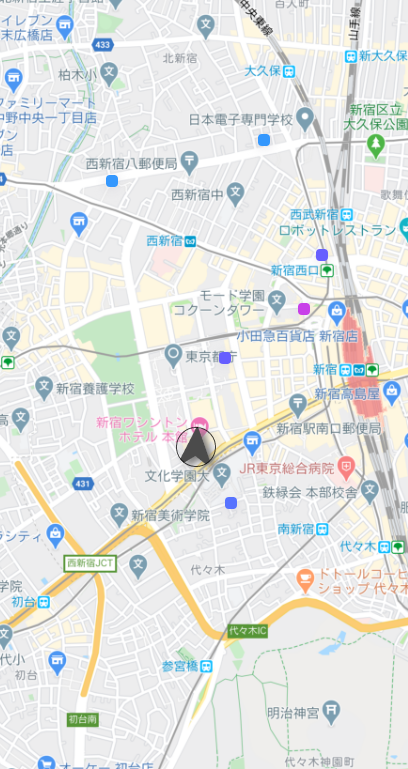 百人町
中央東線
山手線
イレブン
末広橋店
433
北新宿
柏木小
大久保
新大久保
ファミリーマート
中野中央一丁目店
日本電子専門学校
新宿区立
大久保公園
店
西新宿八郵便局
西新宿中
歌舞伎
西武新宿
ロボットレストラン
西新宿
新宿西口
モード学園
コクーンタワー
小田急百貨店 新宿店
東京都庁
新宿
新宿養護学校
新宿高島屋
新宿ワシントン
ホテル 本館
新宿駅南口郵便局
高
文化学園大
JR東京総合病院
431
鉄緑会 本部校舎
新宿美術学院
南新宿
ランティ
代々木
西新宿JCT
代々木
学院
ドトールコーヒ
ショップ 代々木
初台
代々木IC
代小
参宮橋
初台
初台南
明治神宮
代々木神園町
オーケー 初台店